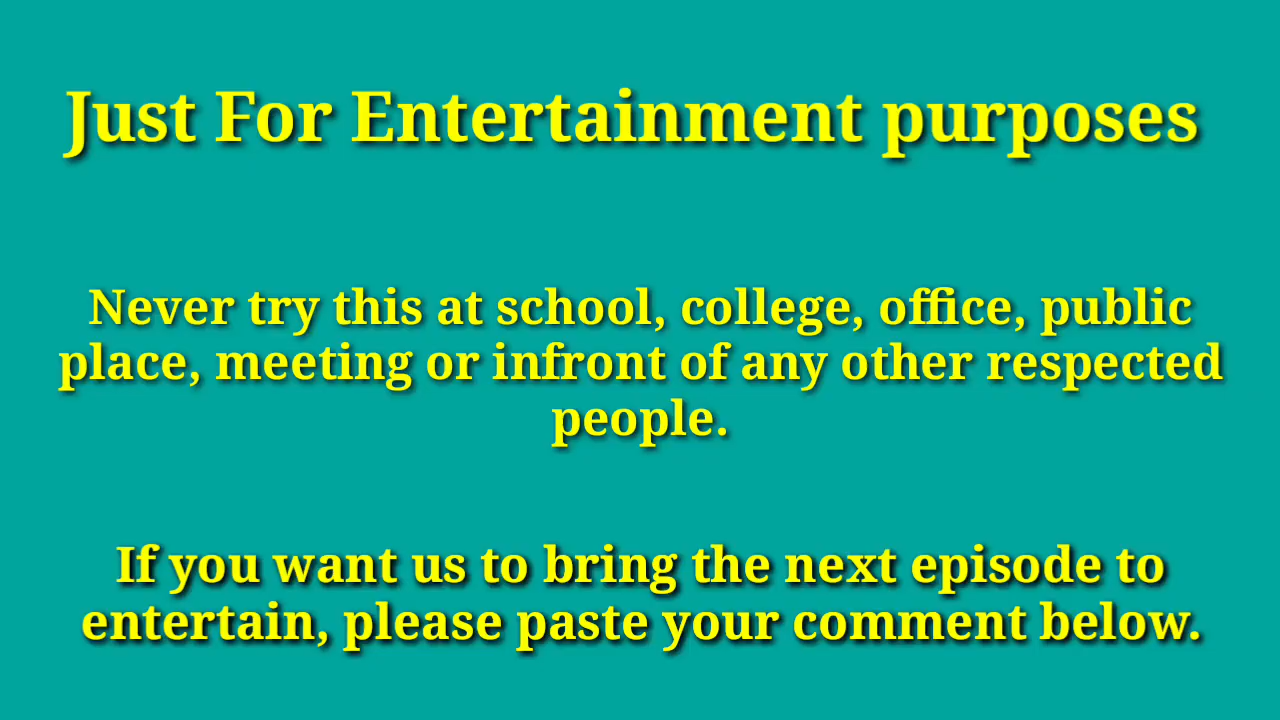 Just For Entertainment purposes
Never try this at school, college, office, public
place, meeting or infront of any other respected
people.
If you want us to bring the next episode to
entertain, please paste your comment below.